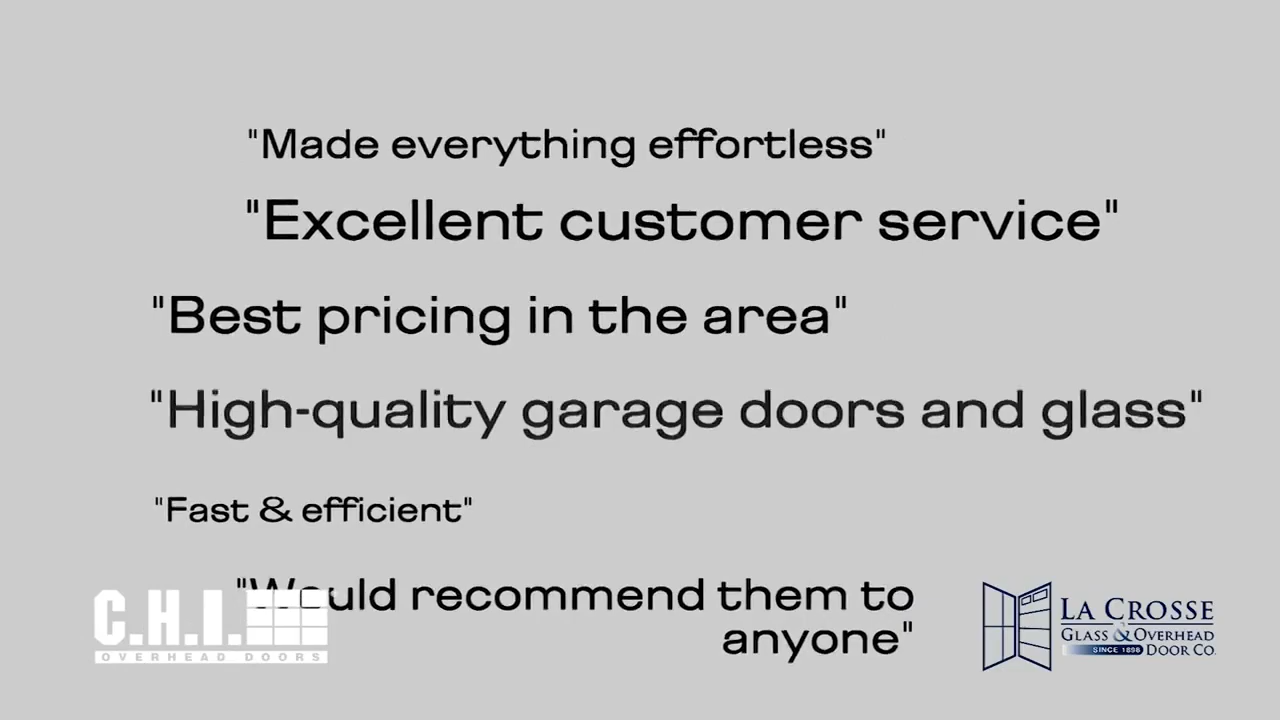 "Made everything effortless"
"Excellent customer service"
"Best pricing in the area"
"High-quality garage doors and glass"
"Fast & efficient"
"Would recommend them to
anyone"
C.H.I.
OVERHEAD DOORS
LA CROSSE
GLASS & OVERHEAD
SINCE 1898 DOOR CO.